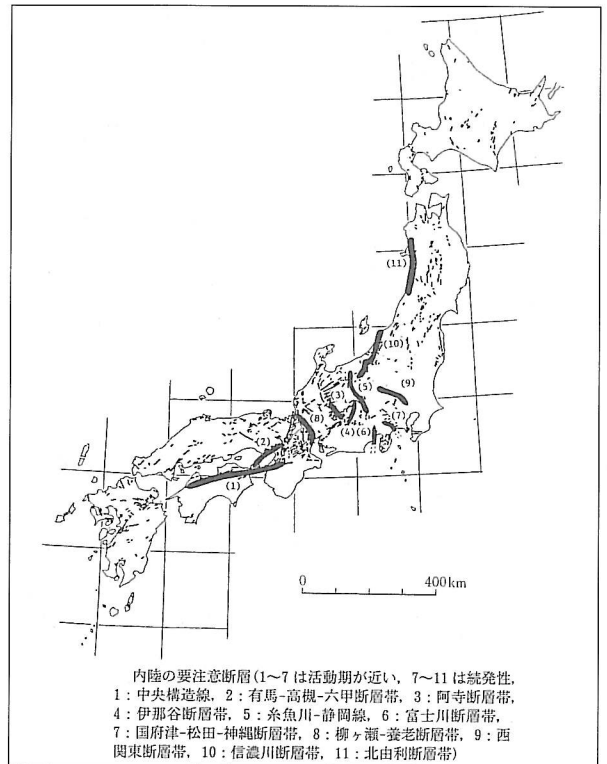 (11)
(10)
(9)
(5)
(3)
(7)
(8)
(4)(6)
(2)
(1)
0 400km
内陸の要注意断層(1～7は活動期が近い, 7～11は続発性,
1:中央構造線, 2:有馬-高槻-六甲断層帯, 3:阿寺断層帯,
4:伊那谷断層帯, 5:糸魚川-静岡線, 6:富士川断層帯,
7:国府津-松田-神縄断層帯, 8:柳ヶ瀬-養老断層帯, 9:西
関東断層帯, 10:信濃川断層帯, 11:北由利断層帯)